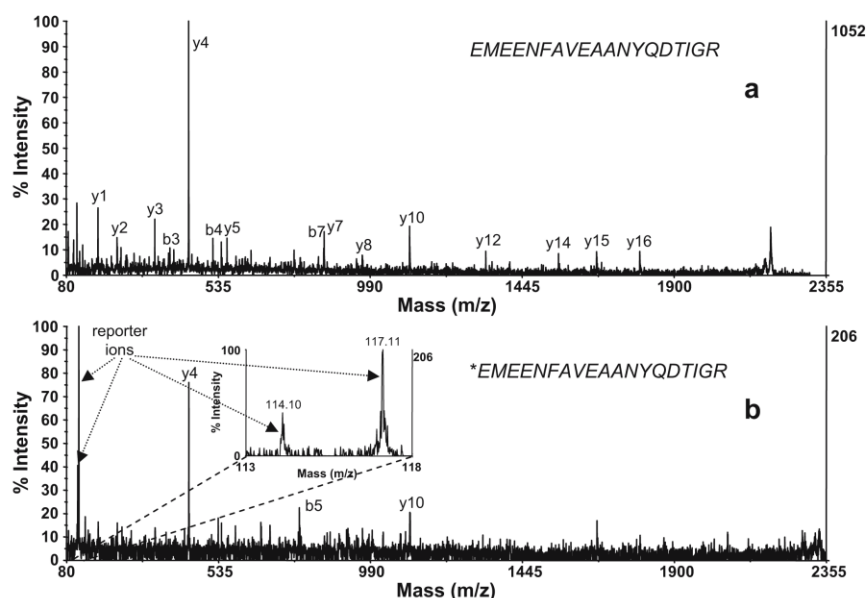 100
90
80
70
60
50
40
30
20
10
0
% Intensity
y4
EMEENFAVEAANYQDTIGR
1052
a
y1
y2
y3
b3
b4
y5
b7
y7
y8
y10
y12
y14
y15
y16
80
535
990
1445
1900
2355
Mass (m/z)
100
90
80
70
60
50
40
30
20
10
0
% Intensity
reporter
ions
y4
100
% Intensity
0
114.10
117.11
206
113
Mass (m/z)
118
*EMEENFAVEAANYQDTIGR
206
b
b5
y10
80
535
990
1445
1900
2355
Mass (m/z)